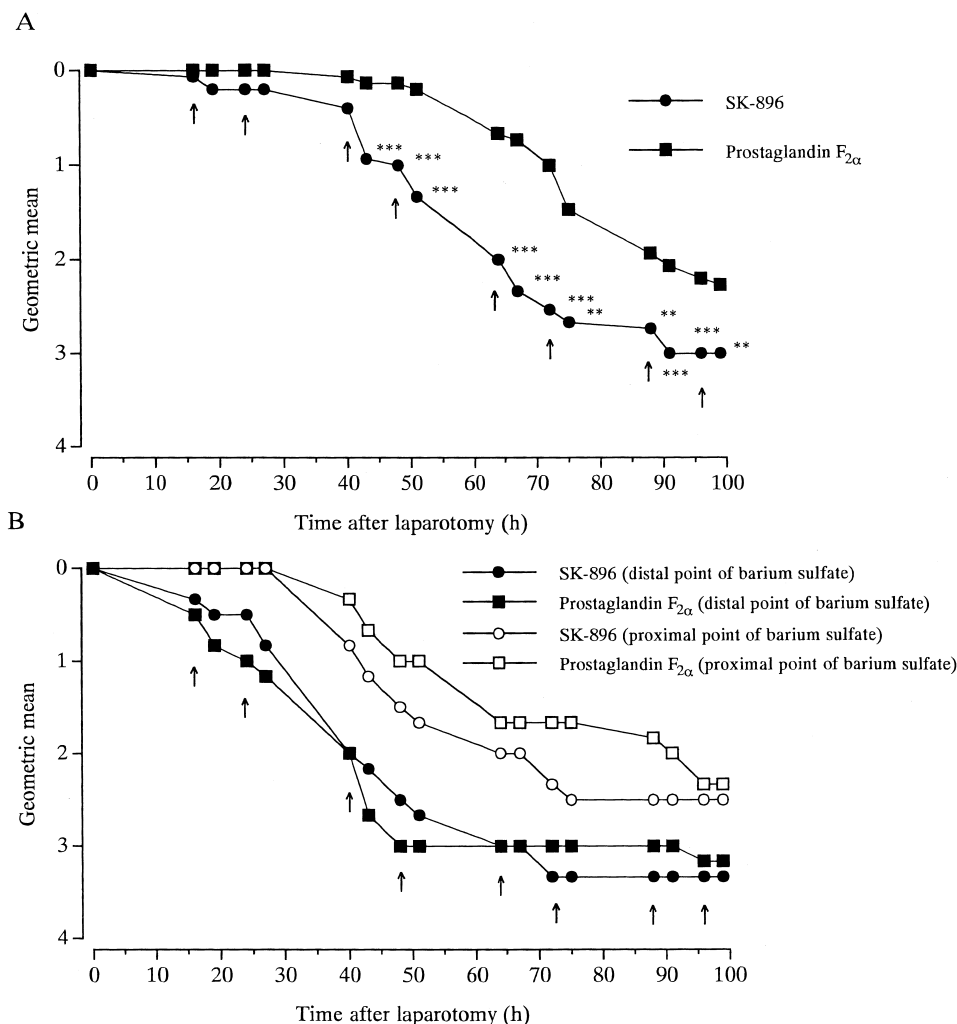 A
0
1
2
3
4
Geometric mean
SK-896
Prostaglandin F2α
***
***
***
***
***
***
**
**
***
***
**
0 10 20 30 40 50 60 70 80 90 100
Time after laparotomy (h)
B
0
1
2
3
4
Geometric mean
SK-896 (distal point of barium sulfate)
Prostaglandin F2α (distal point of barium sulfate)
SK-896 (proximal point of barium sulfate)
Prostaglandin F2α (proximal point of barium sulfate)
0 10 20 30 40 50 60 70 80 90 100
Time after laparotomy (h)